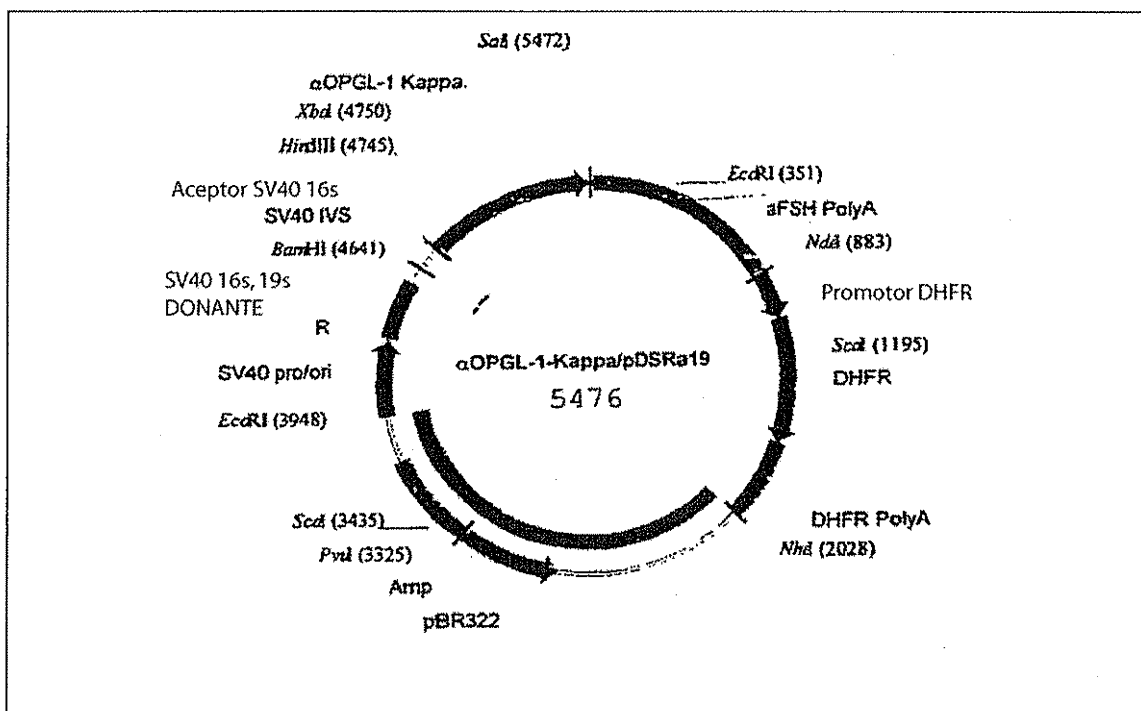 SalI (5472)
αOPGL-1 Kappa.
XbaI (4750)
HindIII (4745)
Aceptor SV40 16s
SV40 IVS
BamHI (4641)
SV40 16s, 19s
DONANTE
R
SV40 pro/ori
EcoRI (3948)
ScaI (3435)
PvuI (3325)
Amp
pBR322
EcoRI (351)
aFSH PolyA
NdeI (883)
Promotor DHFR
ScaI (1195)
DHFR
DHFR PolyA
NheI (2028)
αOPGL-1-Kappa/pDSRa19
5476